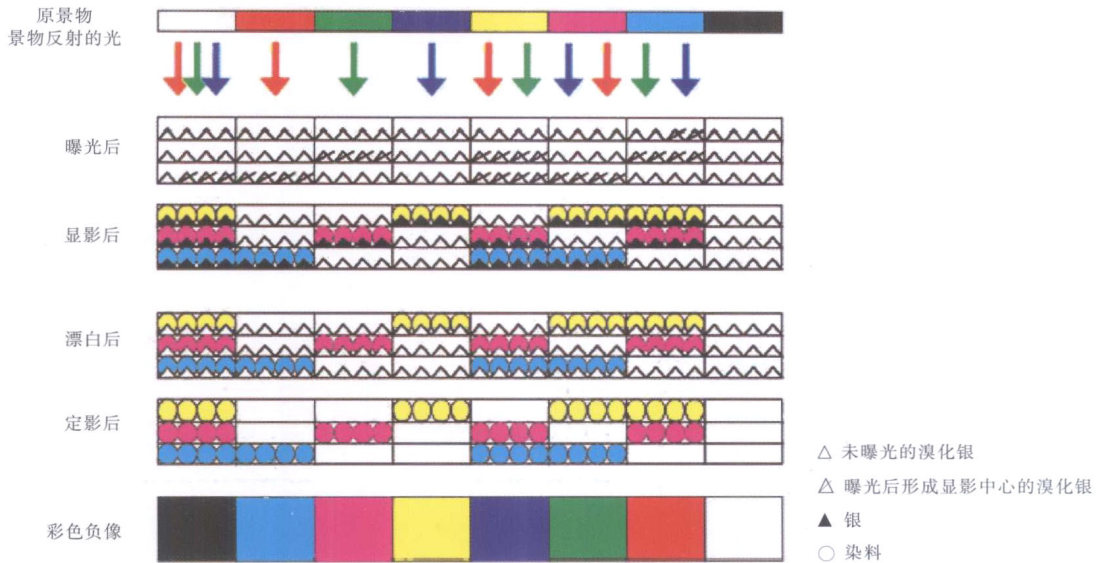 原景物
景物反射的光
曝光后
显影后
漂白后
定影后
彩色负像
未曝光的溴化银
曝光后形成显影中心的溴化银
银
染料